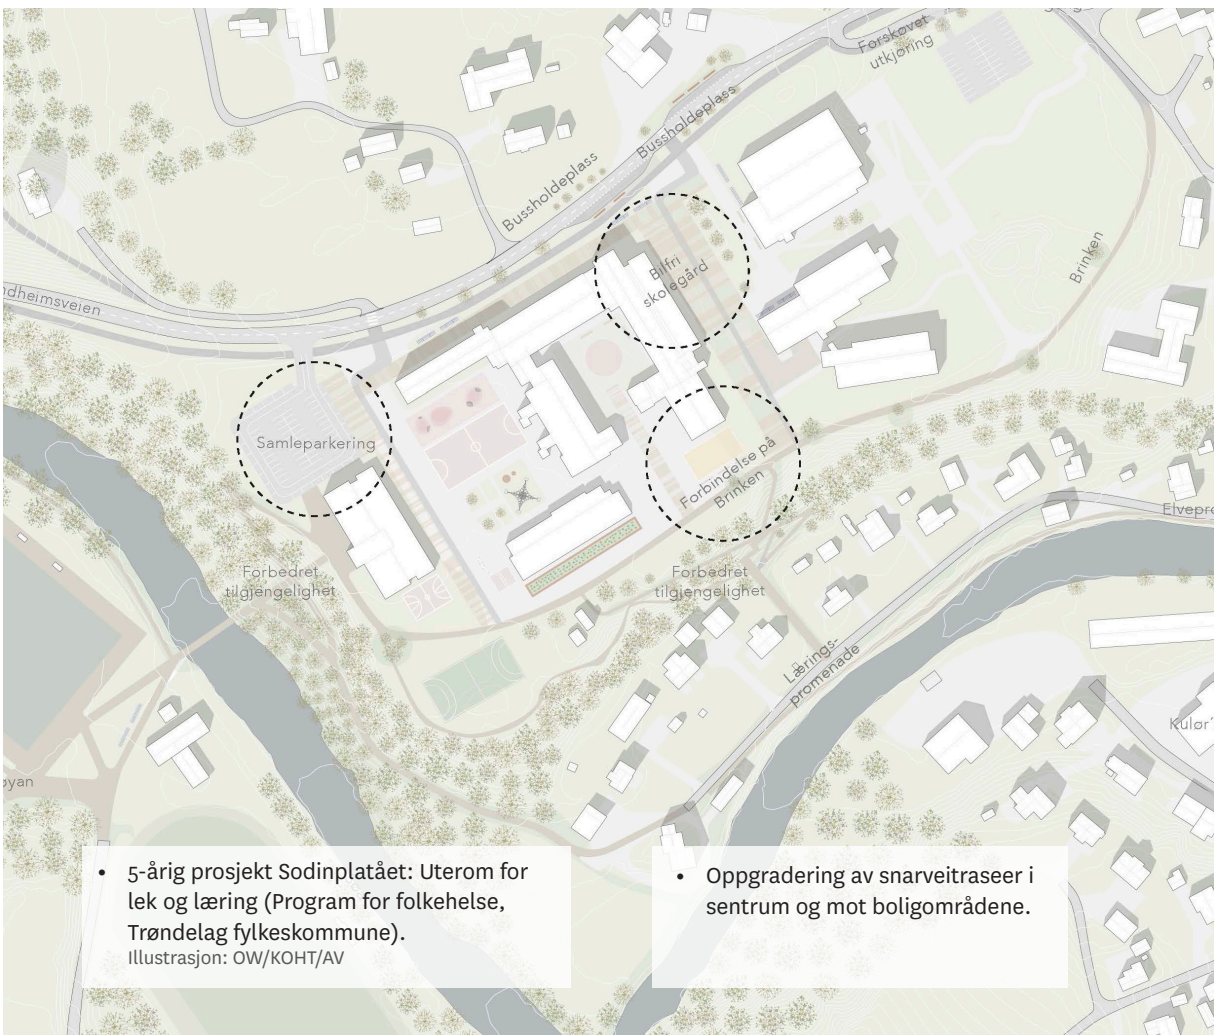 Forskøvet
utkjøring
Bussholdeplass
Bussholdeplass
Bilfri
skolegård
Brinken
ndheimsveien
Samleparkering
Forbindelse på
Brinken
Elvepro
Forbedret
tilgjengelighet
Forbedret
tilgjengelighet
Lærings-
promenade
Kulør
øyan
• 5-årig prosjekt Sodinplatået: Uterom for
lek og læring (Program for folkehelse,
Trøndelag fylkeskommune).
Illustrasjon: OW/KOHT/AV
• Oppgradering av snarveitraseer i
sentrum og mot boligområdene.